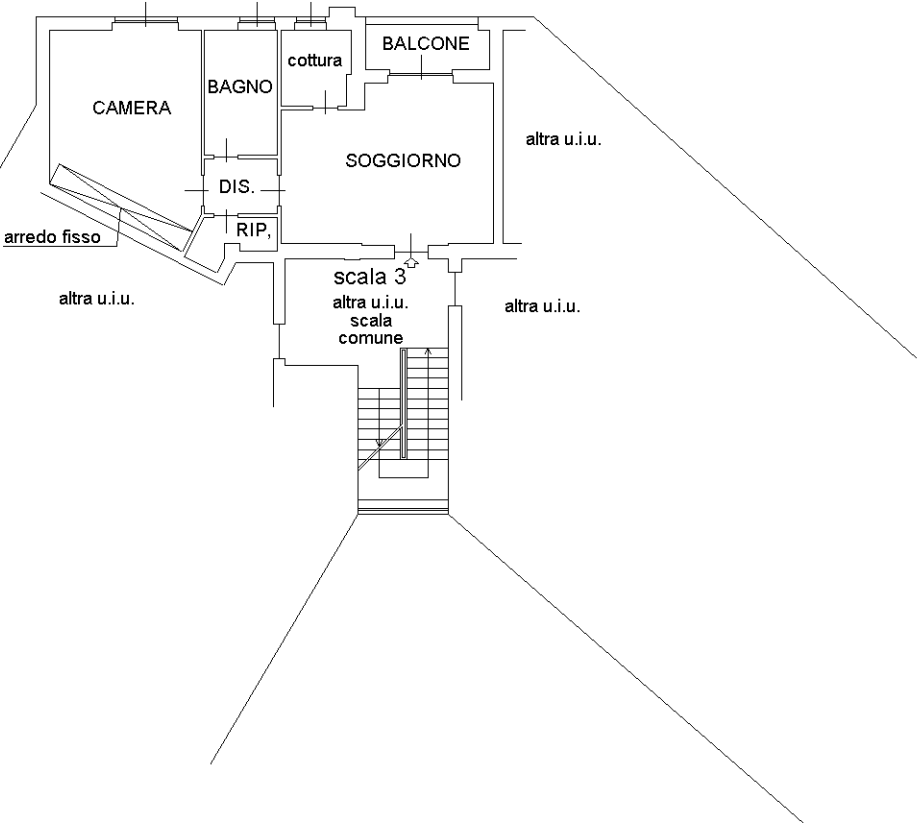 BALCONE
cottura
BAGNO
CAMERA
SOGGIORNO
altra u.i.u.
DIS.
RIP,
arredo fisso
scala 3
altra u.i.u.
altra u.i.u.
scala
comune
altra u.i.u.